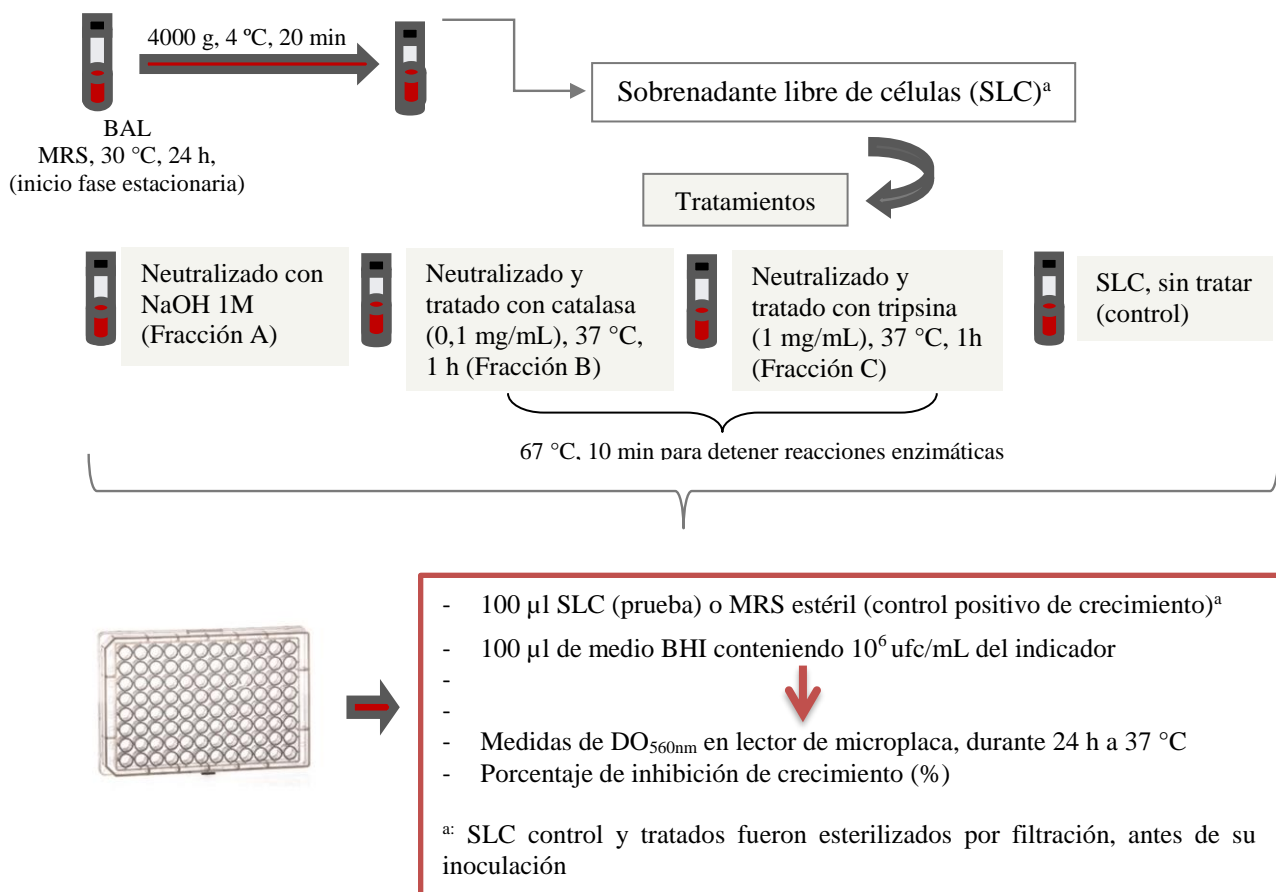 4000 g, 4 ºC, 20 min
BAL
MRS, 30 °C, 24 h,
(inicio fase estacionaria)
Sobrenadante libre de células (SLC)ᵃ
Tratamientos
Neutralizado con
NaOH 1M
(Fracción A)
Neutralizado y
tratado con catalasa
(0,1 mg/mL), 37 °C,
1 h (Fracción B)
Neutralizado y
tratado con tripsina
(1 mg/mL), 37 °C, 1h
(Fracción C)
SLC, sin tratar
(control)
67 °C, 10 min para detener reacciones enzimáticas
- 100 µl SLC (prueba) o MRS estéril (control positivo de crecimiento)ᵃ
- 100 µl de medio BHI conteniendo 10⁶ ufc/mL del indicador
-
-
- Medidas de DO₅₆₀ₙₘ en lector de microplaca, durante 24 h a 37 °C
- Porcentaje de inhibición de crecimiento (%)
ᵃ: SLC control y tratados fueron esterilizados por filtración, antes de su
inoculación